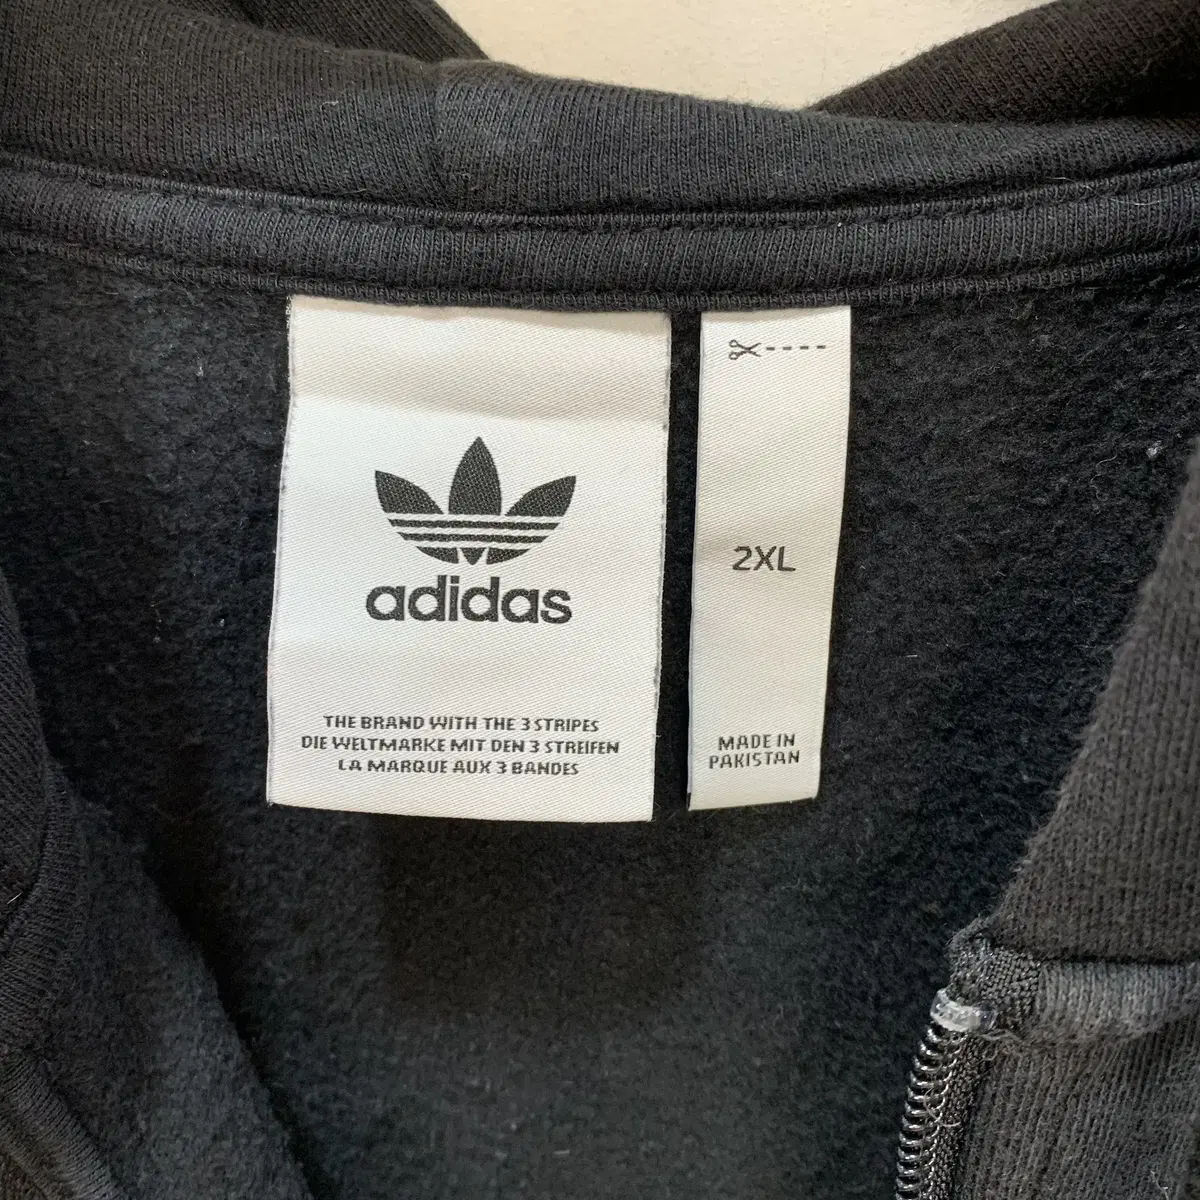 adidas
THE BRAND WITH THE 3 STRIPES
DIE WELTMARKE MIT DEN 3 STREIFEN
LA MARQUE AUX 3 BANDES
2XL
MADE IN
PAKISTAN